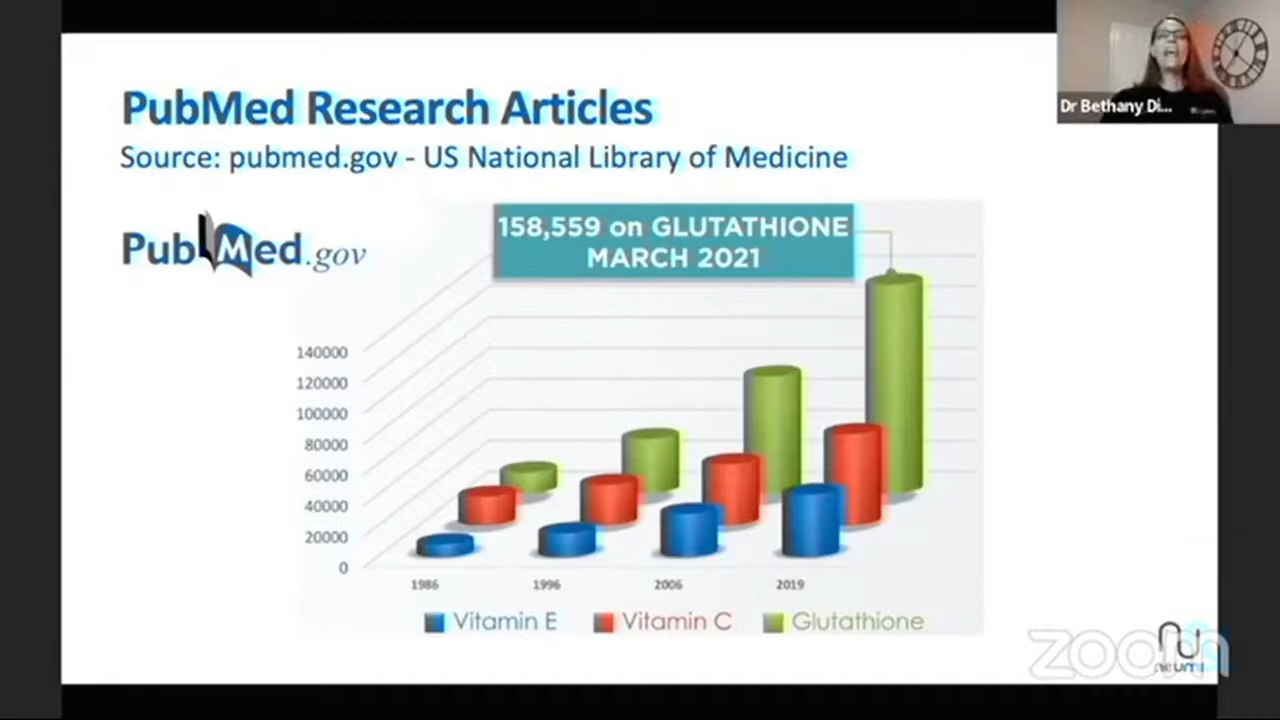 PubMed Research Articles
Source: pubmed.gov - US National Library of Medicine
Dr Bethany Di...
PubMed.gov
158,559 on GLUTATHIONE
MARCH 2021
140000
120000
100000
80000
60000
40000
20000
0
1986 1996 2006 2019
Vitamin E Vitamin C Glutathione
zoom
neumi